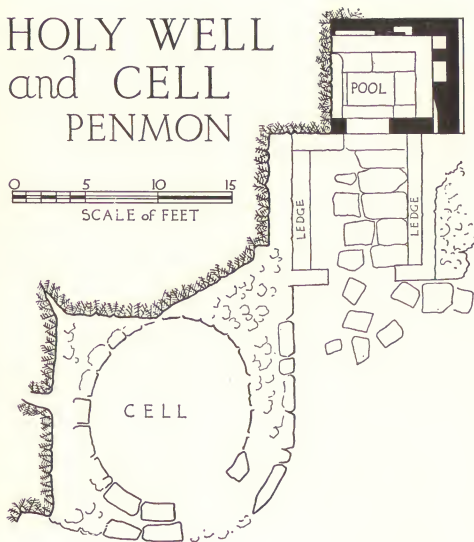 HOLY WELL
and CELL
PENMON
0 5 10 15
SCALE of FEET
POOL
LEDGE
LEDGE
CELL